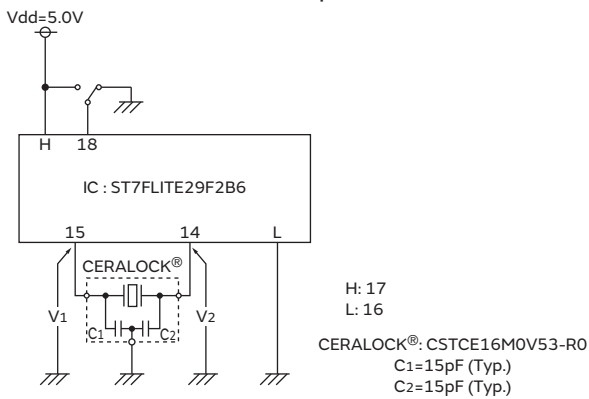 Vdd=5.0V
H 18
IC : ST7FLITE29F2B6
15 14 L
CERALOCK®
V1 C1 C2 V2
H: 17
L: 16
CERALOCK®: CSTCE16M0V53-R0
C1=15pF (Typ.)
C2=15pF (Typ.)